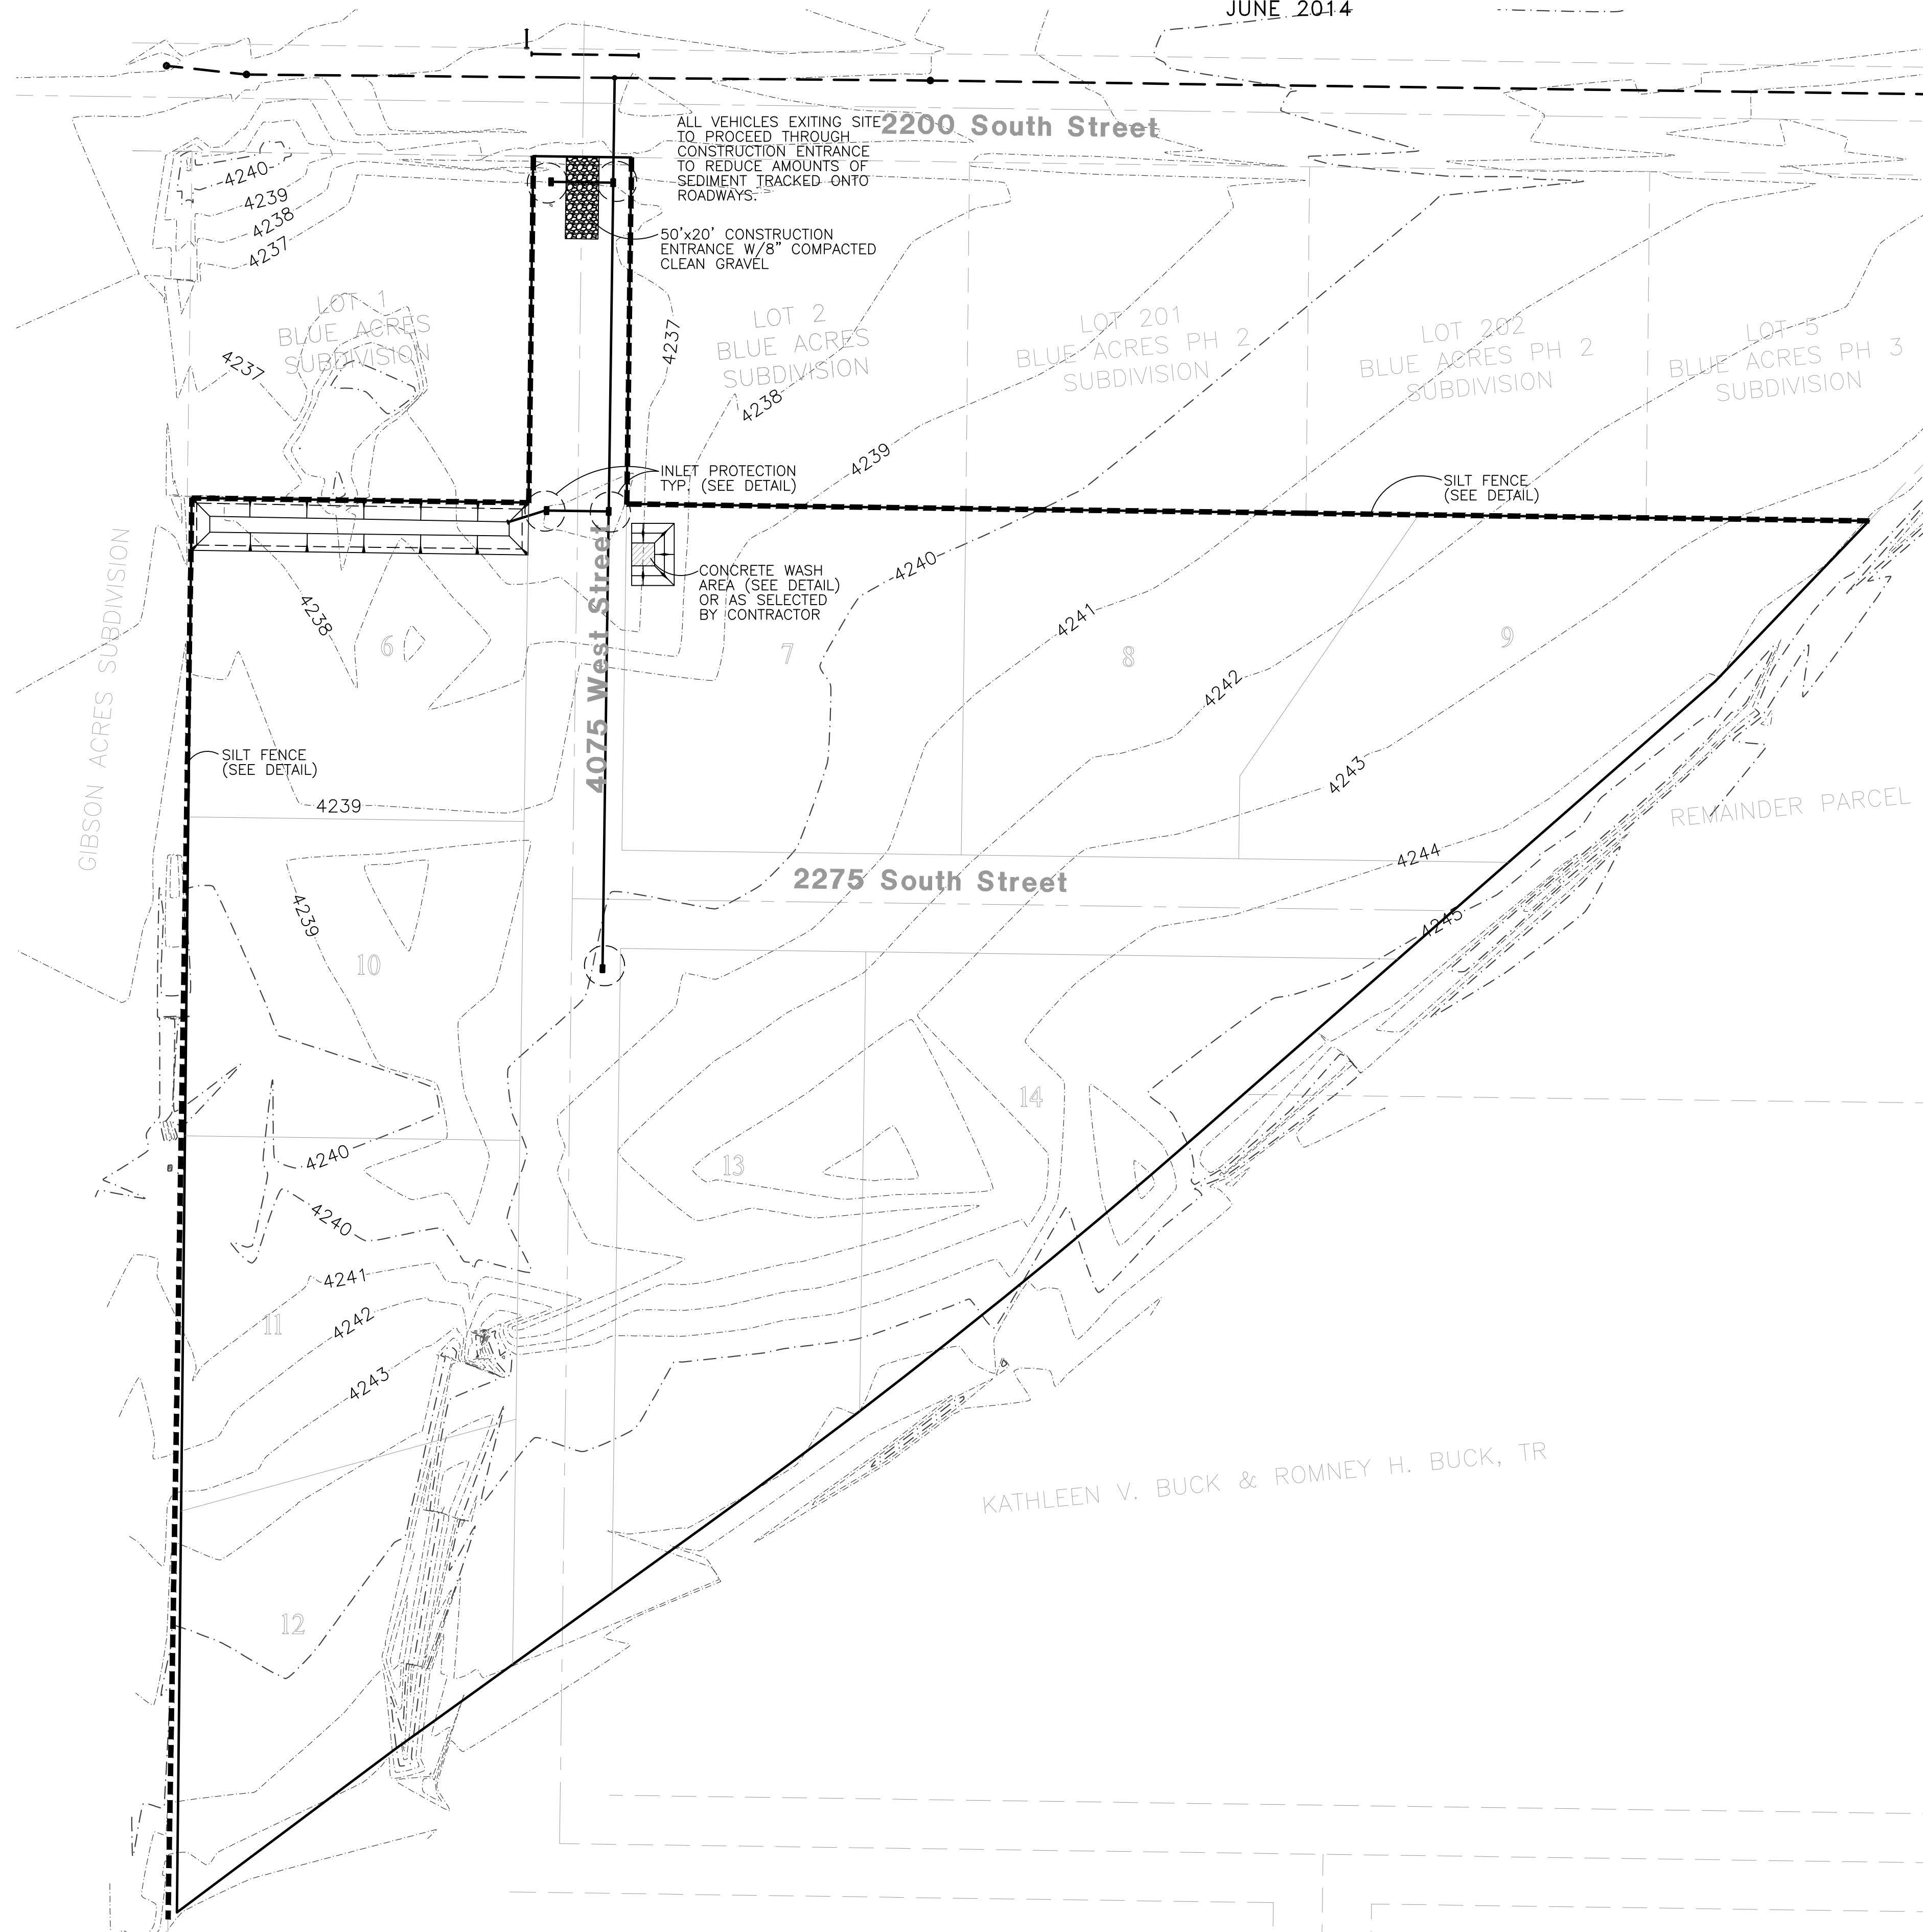 JUNE 2014
I
2200 South Street
ALL VEHICLES EXITING SITE
TO PROCEED THROUGH
CONSTRUCTION ENTRANCE
TO REDUCE AMOUNTS OF
SEDIMENT TRACKED ONTO
ROADWAYS.
4240
4239
4238
4237
50'x20' CONSTRUCTION
ENTRANCE W/8" COMPACTED
CLEAN GRAVEL
LOT 1
BLUE ACRES
SUBDIVISION
4237
4237
LOT 2
BLUE ACRES
SUBDIVISION
4238
LOT 201
BLUE ACRES PH 2
SUBDIVISION
LOT 202
BLUE ACRES PH 2
SUBDIVISION
LOT 5
BLUE ACRES PH 3
SUBDIVISION
4239
INLET PROTECTION
TYP. (SEE DETAIL)
SILT FENCE
(SEE DETAIL)
4240
CONCRETE WASH
AREA (SEE DETAIL)
OR AS SELECTED
BY CONTRACTOR
GIBSON ACRES SUBDIVISION
4238
4075 West Street
4241
6
7
8
9
4242
SILT FENCE
(SEE DETAIL)
4239
4243
REMAINDER PARCEL
4244
2275 South Street
4245
4239
10
14
4240
13
4240
4241
11
4242
4243
KATHLEEN V. BUCK & ROMNEY H. BUCK, TR
12